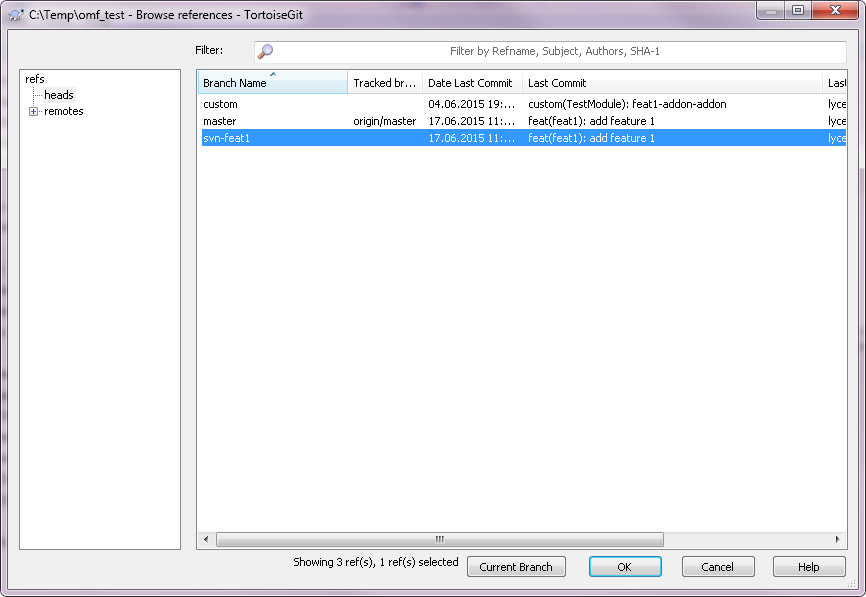 C:\Temp\omf_test - Browse references - TortoiseGit
Filter:
Filter by Refname, Subject, Authors, SHA-1
refs
heads
remotes
Branch Name Tracked br... Date Last Commit Last Commit Last
custom 04.06.2015 19:... custom(TestModule): feat1-addon-addon lyce
master origin/master 17.06.2015 11:... feat(feat1): add feature 1 lyce
svn-feat1 17.06.2015 11:... feat(feat1): add feature 1 lyce
Showing 3 ref(s), 1 ref(s) selected
Current Branch
OK
Cancel
Help